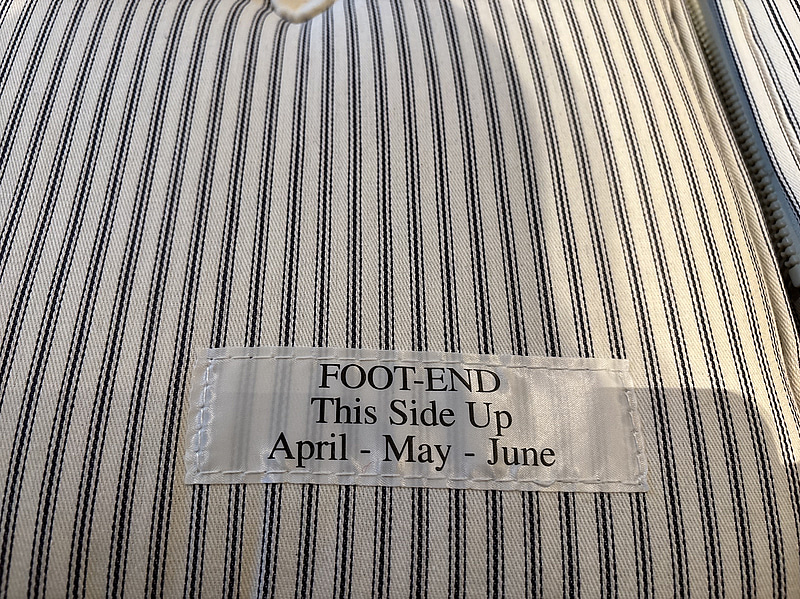 FOOT-END
This Side Up
April - May - June